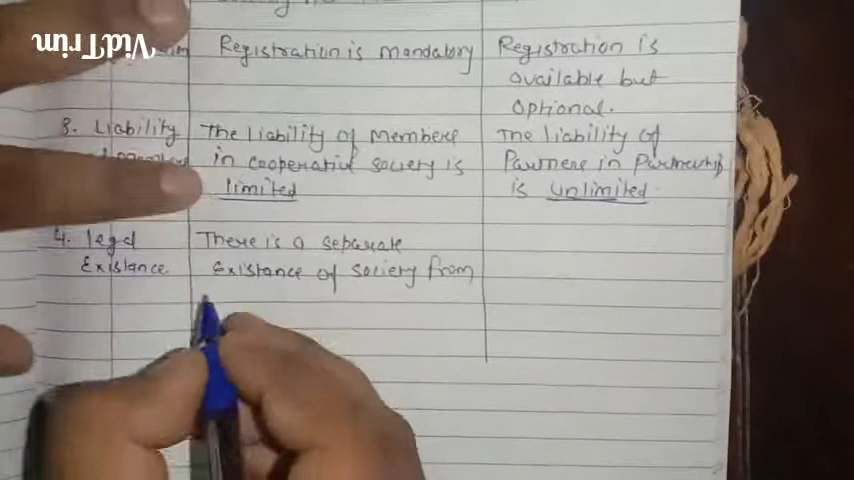 VidTrim
Registration is mandatory
Registration is
available but
Optional.
3. Liability
The liability of Members
in cooperative society is
limited
The liability of
Partners in Partnership
is unlimited
4. legal
Existance
There is a separate
existance of society from